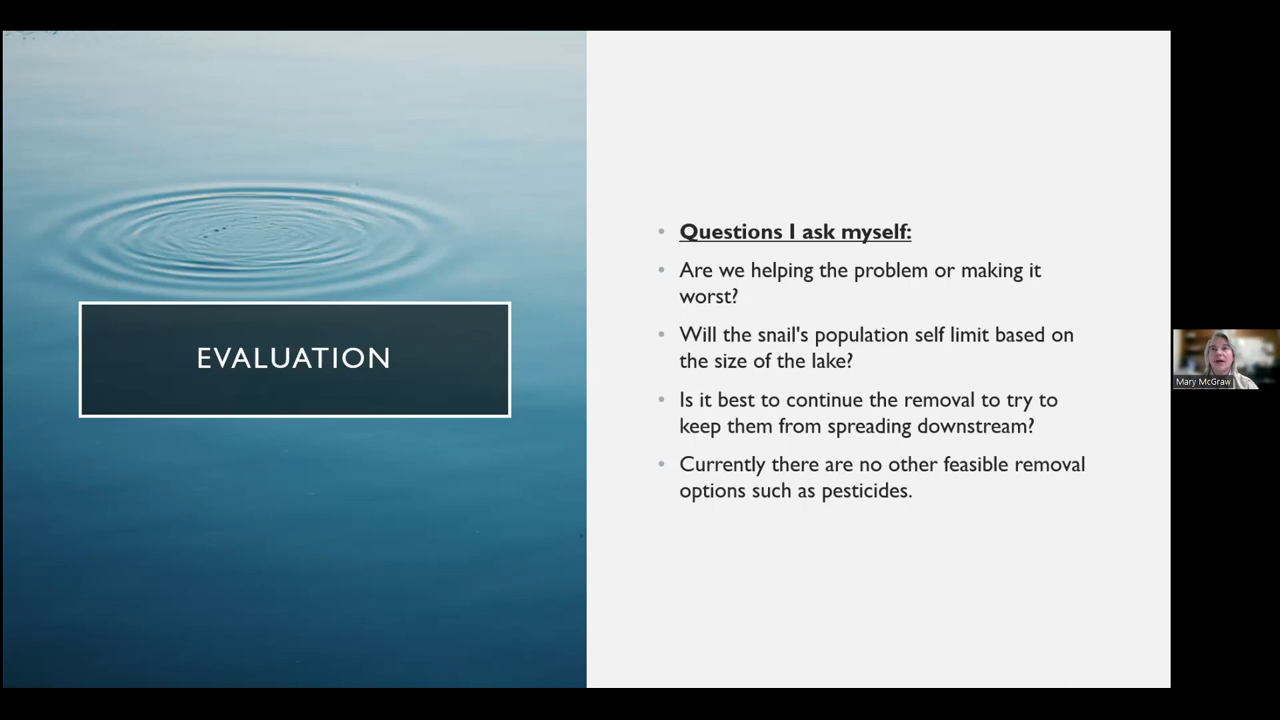 EVALUATION
• Questions I ask myself:
• Are we helping the problem or making it
worst?
• Will the snail's population self limit based on
the size of the lake?
• Is it best to continue the removal to try to
keep them from spreading downstream?
• Currently there are no other feasible removal
options such as pesticides.
Mary McGraw